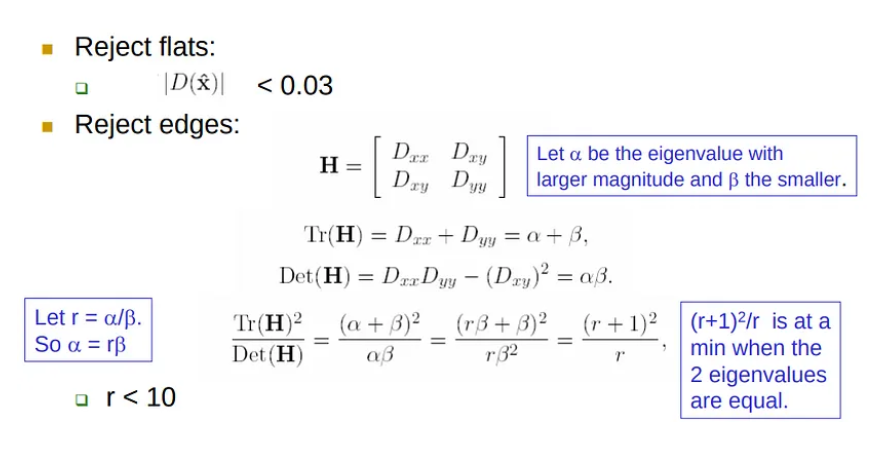 Reject flats:
|D(x̂)| < 0.03
Reject edges:
H = [ Dxx Dxy
Dxy Dyy ]
Let α be the eigenvalue with
larger magnitude and β the smaller.
Tr(H) = Dxx + Dyy = α + β,
Det(H) = DxxDyy − (Dxy)² = αβ.
Let r = α/β.
So α = rβ
Tr(H)²/Det(H) = (α + β)²/αβ = (rβ + β)²/rβ² = (r + 1)²/r,
(r+1)²/r is at a
min when the
2 eigenvalues
are equal.
r < 10